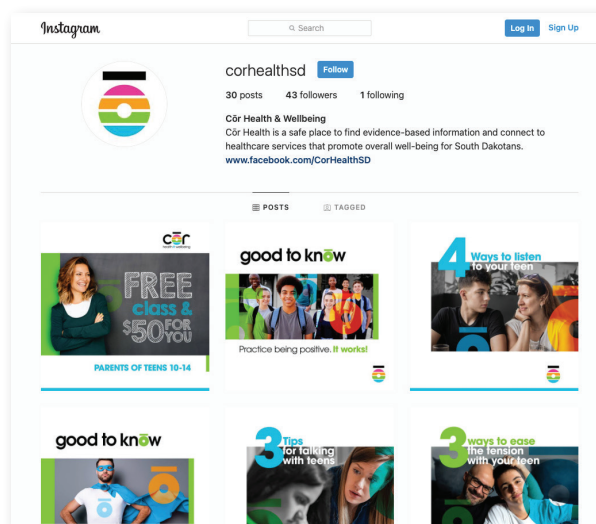 Instagram
Search
Log In
Sign Up
corhealthsd
Follow
30 posts 43 followers 1 following
Cōr Health & Wellbeing
Cōr Health is a safe place to find evidence-based information and connect to
healthcare services that promote overall well-being for South Dakotans.
www.facebook.com/CorHealthSD
POSTS
TAGGED
cōr
FREE
class &
$50 FOR
YOU
PARENTS OF TEENS 10-14
good to knōw
Practice being positive. It works!
4 Ways to listen
to your teen
good to knōw
3 Tips
for talking
with teens
3 ways to ease
the tension
with your teen